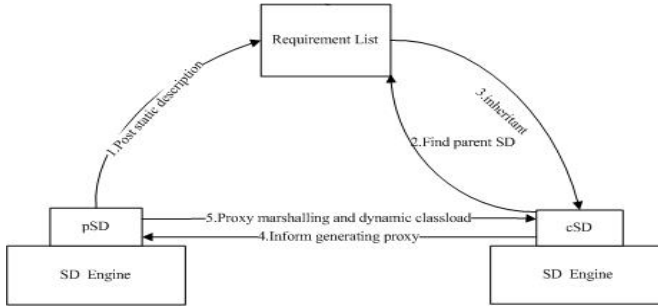 Requirement List
1.Post static description
3.inheritant
2.Find parent SD
pSD
5.Proxy marshalling and dynamic classload
cSD
4.Inform generating proxy
SD Engine
SD Engine